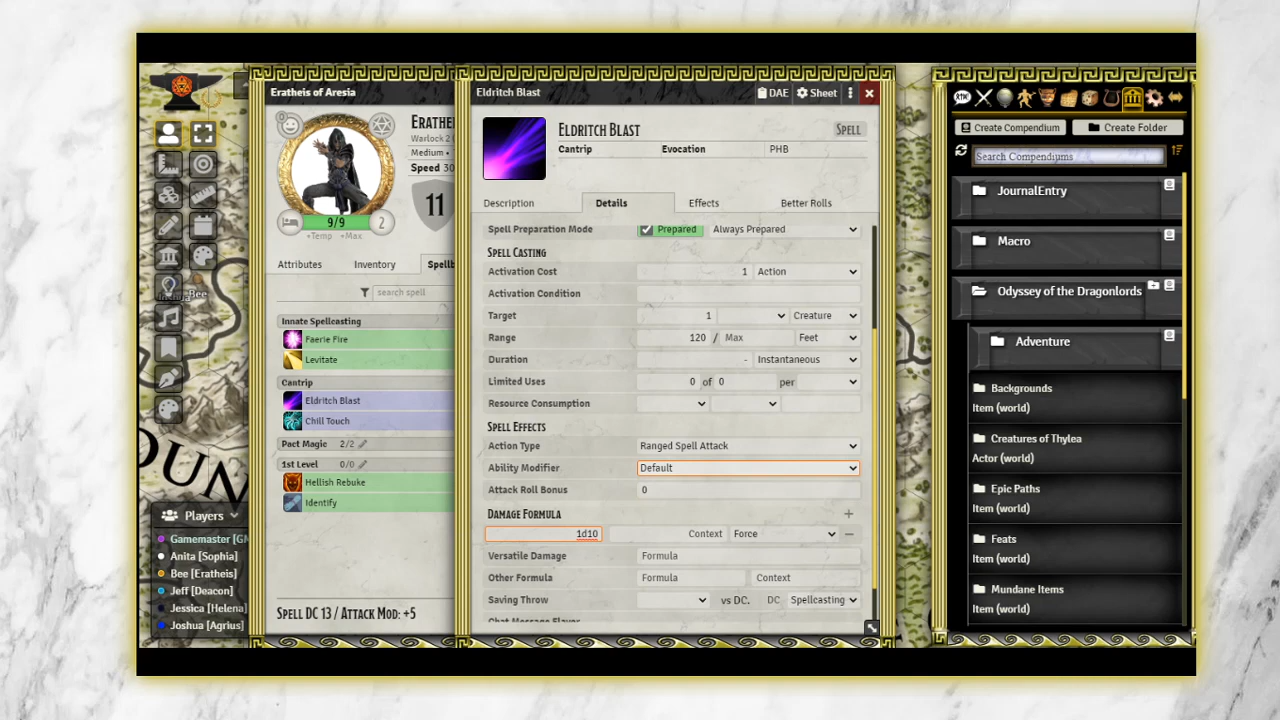 Eratheis of Aresia
9/9
2
+Temp +Max
0
Warlock 2
Medium •
Speed 30
11
Attributes
Inventory
search spell
Innate Spellcasting
Faerie Fire
Levitate
Cantrip
Eldritch Blast
Chill Touch
Pact Magic 2/2
1st Level 0/0
Hellish Rebuke
Identify
Spell DC 13 / Attack Mod: +5
Players
Gamemaster [GM
Anita [Sophia]
Bee [Eratheis]
Jeff [Deacon]
Jessica [Helena]
Joshua [Agrius]
Eldritch Blast
DAE
Sheet
Eldritch Blast
Spell
Cantrip
Evocation
PHB
Description
Details
Effects
Better Rolls
Spell Preparation Mode
Prepared
Always Prepared
Spell Casting
Activation Cost
1
Action
Activation Condition
Target
1
Creature
Range
120 / Max
Feet
Duration
-
Instantaneous
Limited Uses
0 of 0
per
Resource Consumption
Spell Effects
Action Type
Ranged Spell Attack
Ability Modifier
Default
Attack Roll Bonus
0
Damage Formula
+
1d10
Context
Force
−
Versatile Damage
Formula
Other Formula
Formula
Context
Saving Throw
vs DC.
DC
Spellcasting
Create Compendium
Create Folder
Search Compendiums
JournalEntry
Macro
Odyssey of the Dragonlords
Adventure
Backgrounds
Item (world)
Creatures of Thylea
Actor (world)
Epic Paths
Item (world)
Feats
Item (world)
Mundane Items
Item (world)